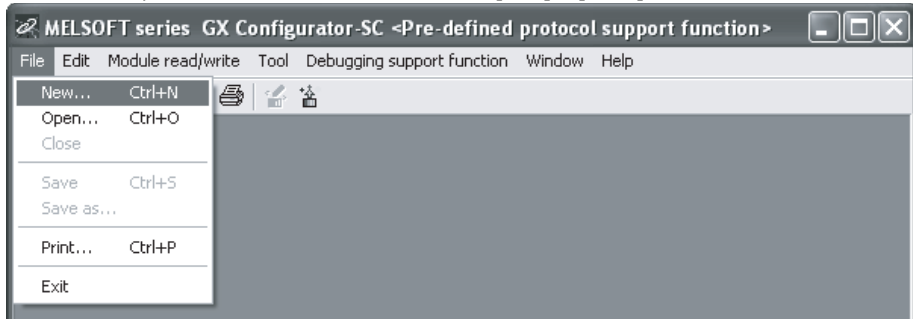 MELSOFT series GX Configurator-SC <Pre-defined protocol support function>
File Edit Module read/write Tool Debugging support function Window Help
New... Ctrl+N
Open... Ctrl+O
Close
Save Ctrl+S
Save as...
Print... Ctrl+P
Exit